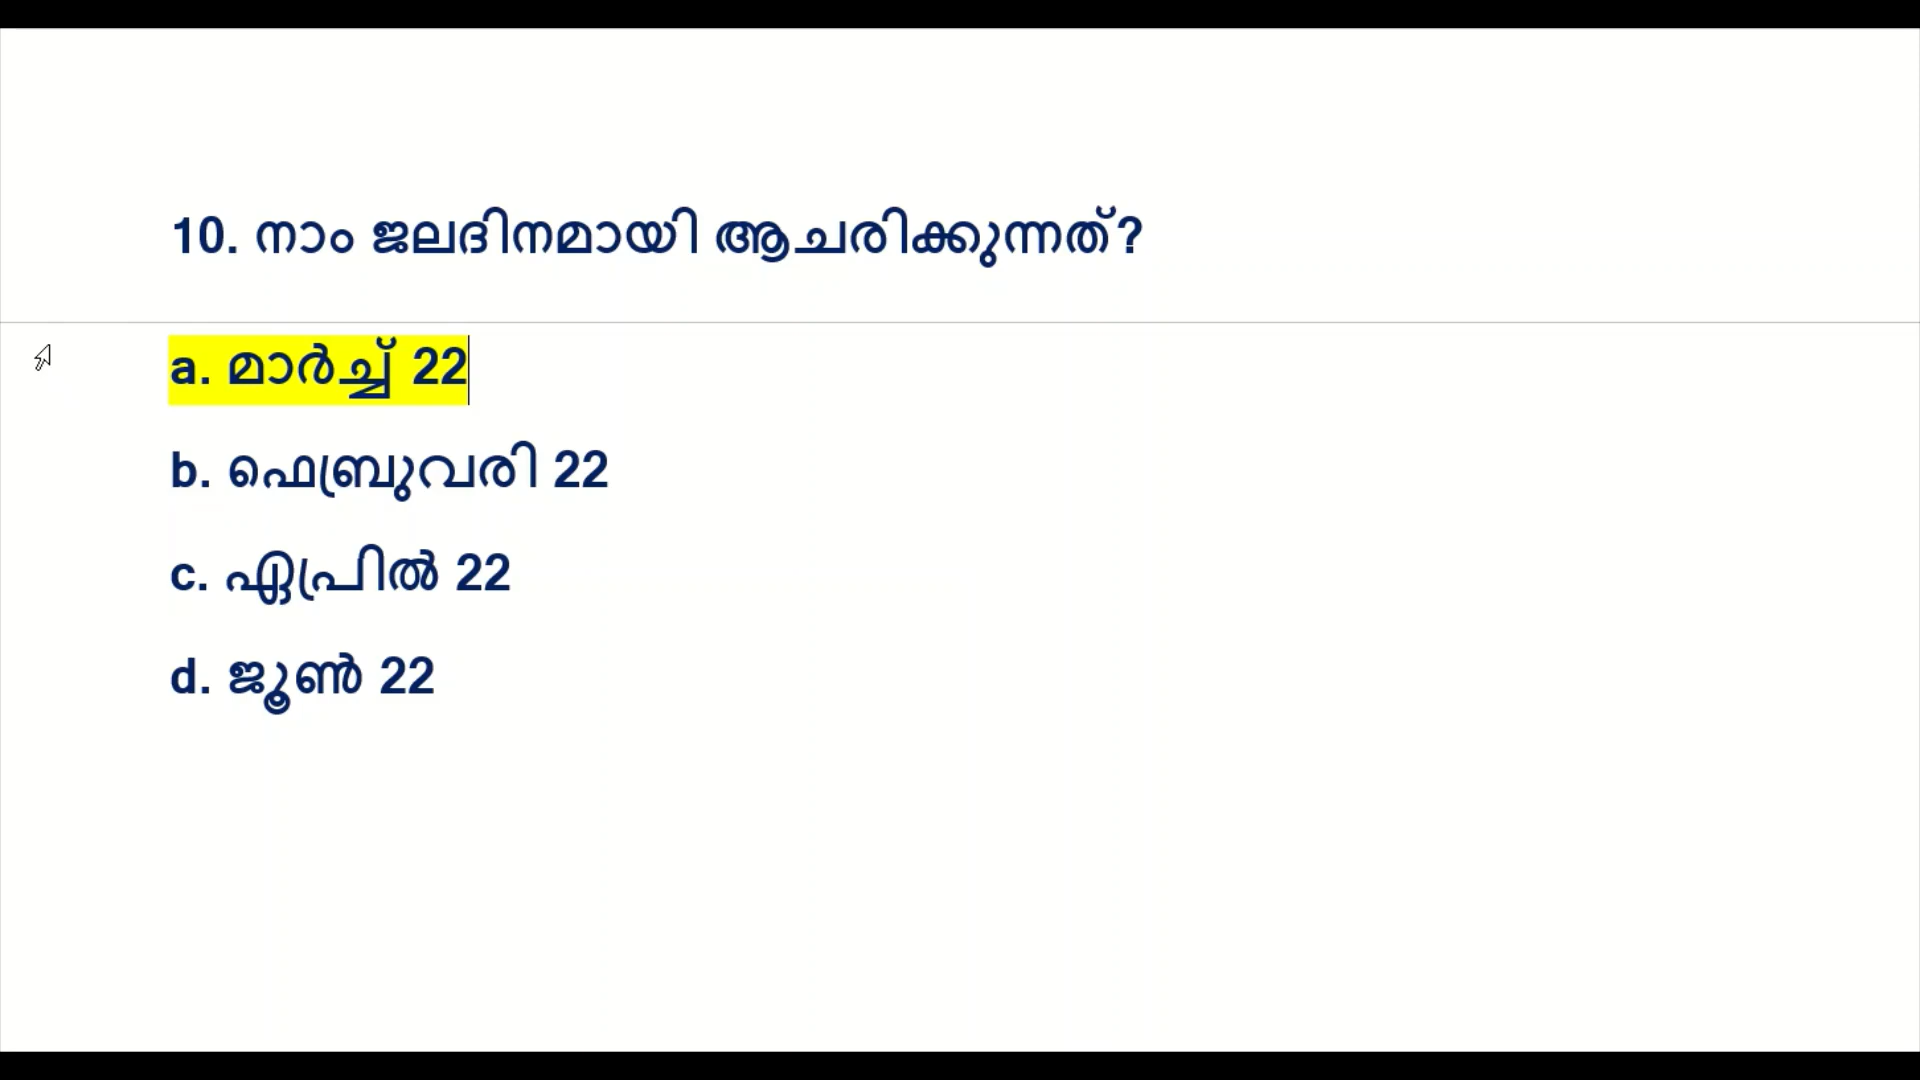 10. നാം ജലദിനമായി ആചരിക്കുന്നത്?
a. മാർച്ച് 22
b. ഫെബ്രുവരി 22
c. ഏപ്രിൽ 22
d. ജൂൺ 22